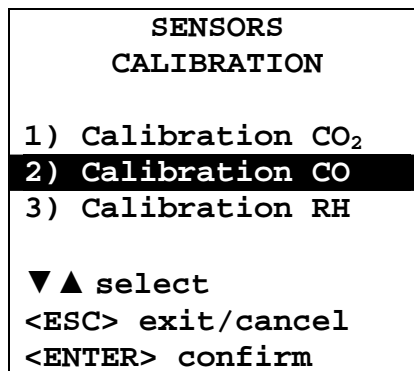 SENSORS
CALIBRATION
1) Calibration CO₂
2) Calibration CO
3) Calibration RH
▼▲ select
<ESC> exit/cancel
<ENTER> confirm